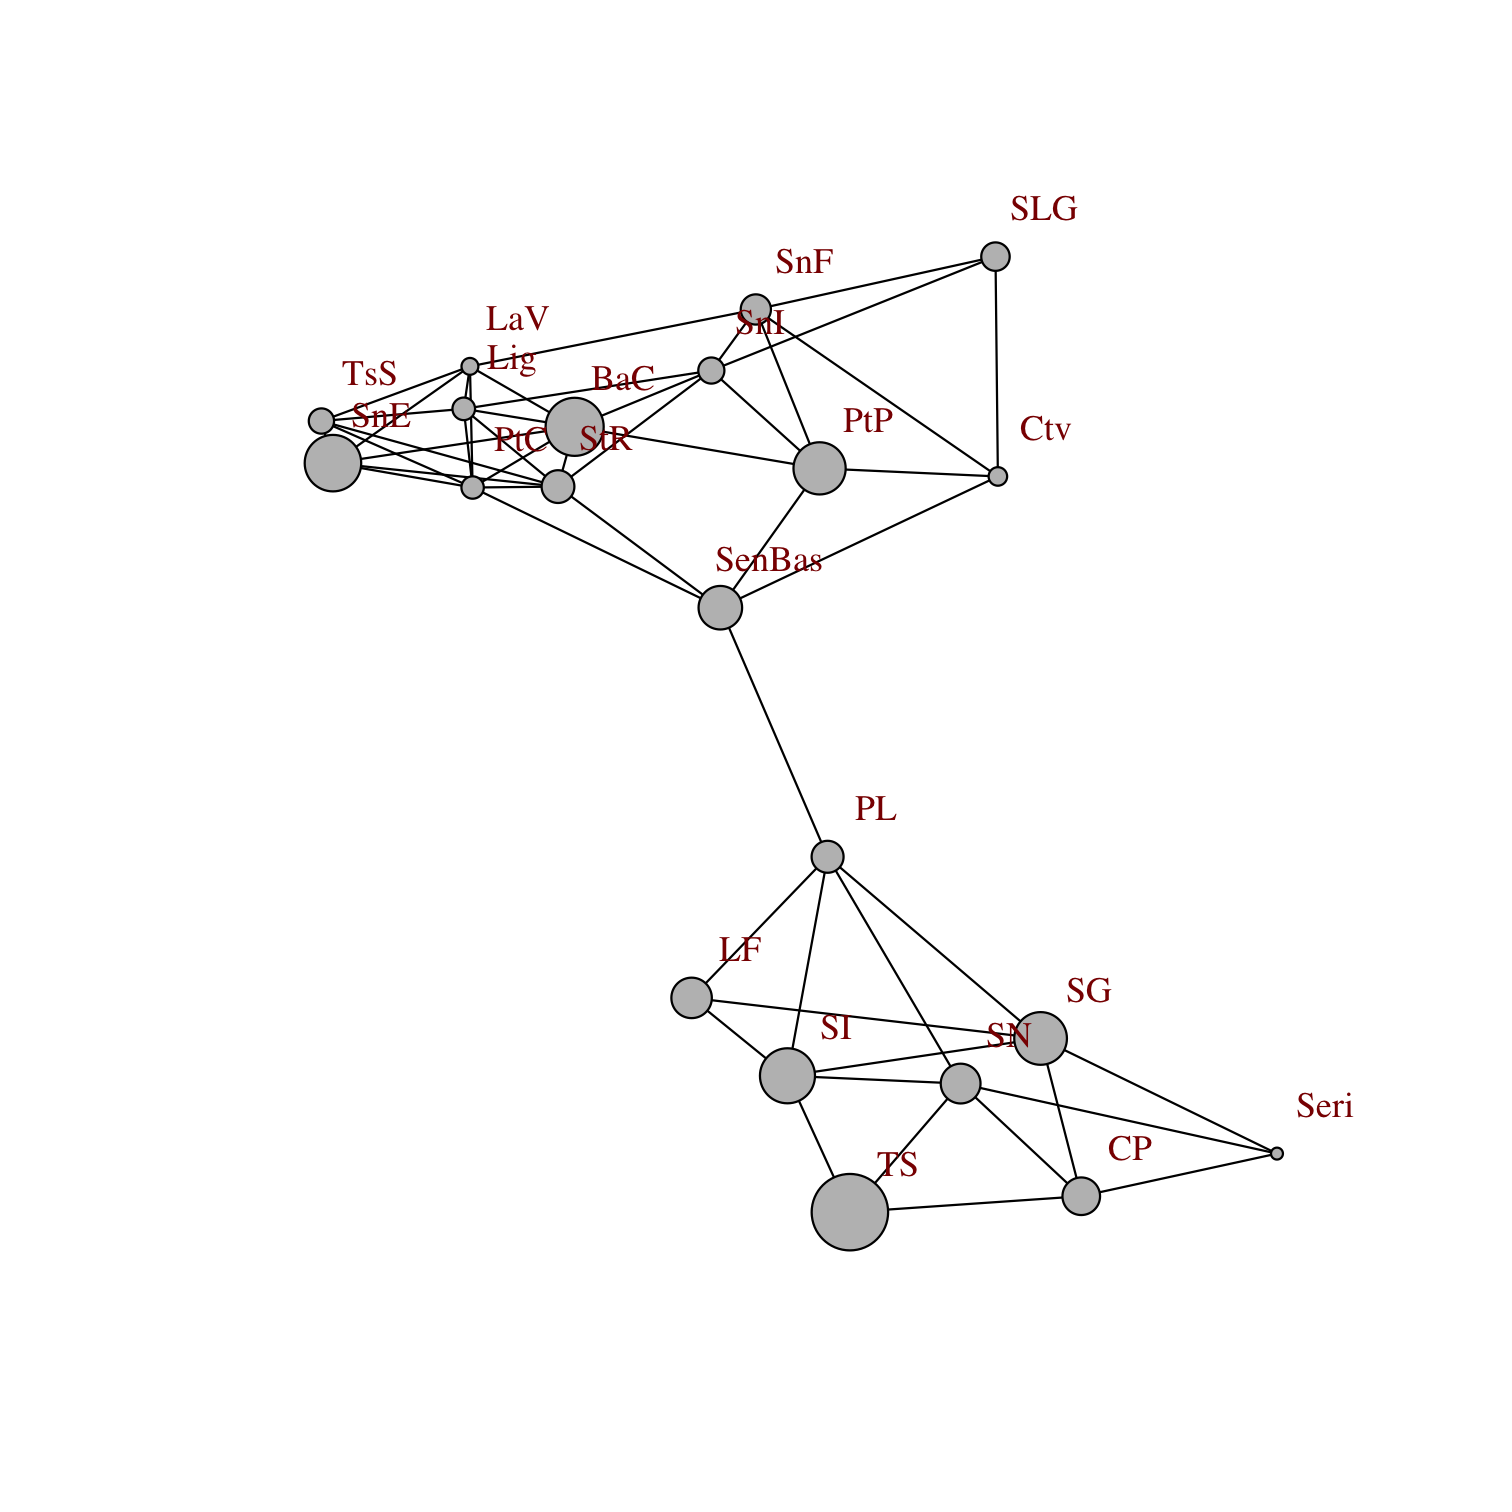 SLG
SnF
SnI
LaV
Lig
TsS
BaC
SnE
PtP
Ctv
PtC
StR
SenBas
PL
LF
SG
SI
SN
Seri
CP
TS